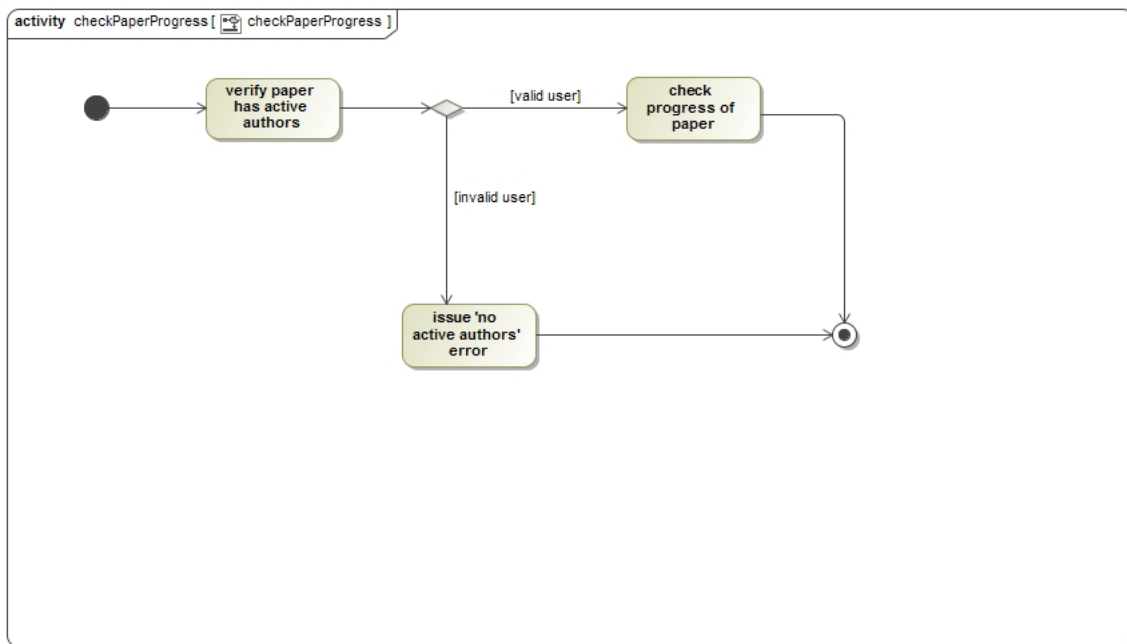 activity checkPaperProgress [ checkPaperProgress ]
verify paper
has active
authors
[valid user]
check
progress of
paper
[invalid user]
issue 'no
active authors'
error